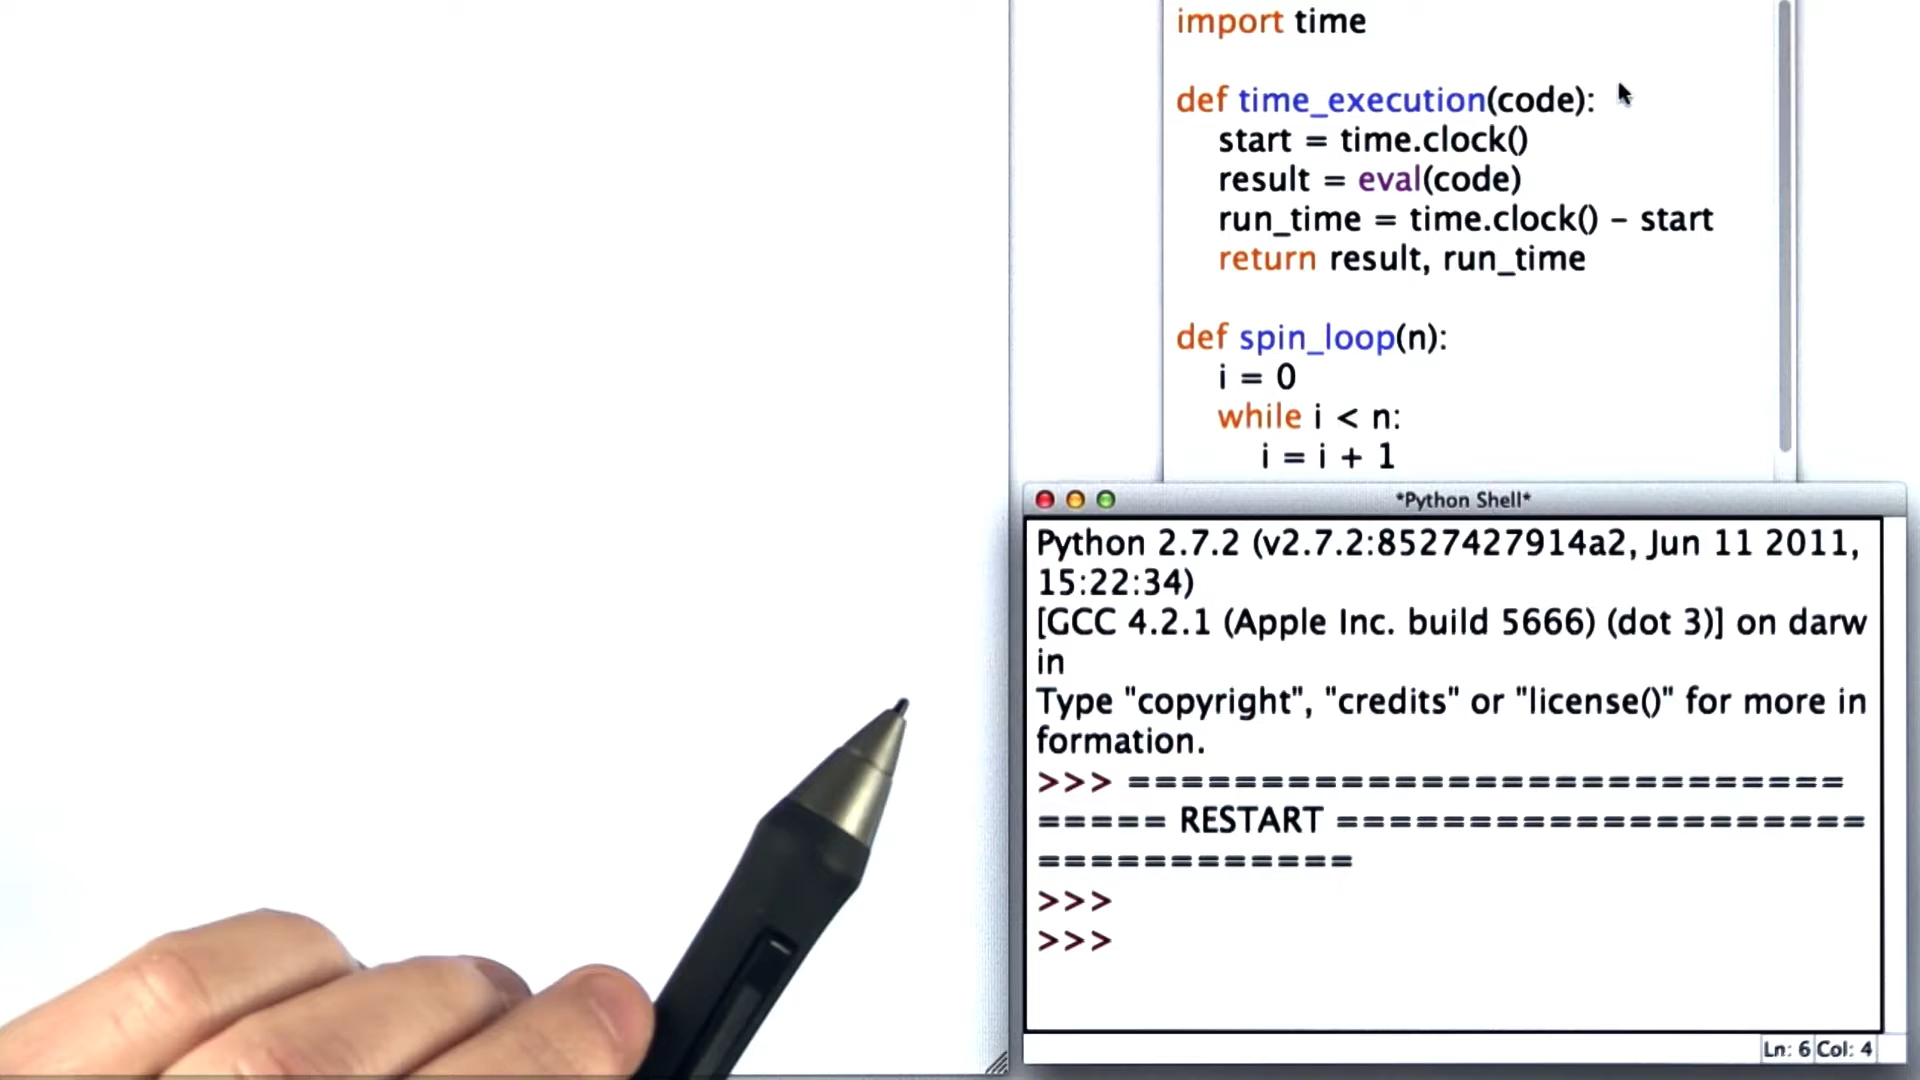 import time
def time_execution(code):
start = time.clock()
result = eval(code)
run_time = time.clock() - start
return result, run_time
def spin_loop(n):
i = 0
while i < n:
i = i + 1
*Python Shell*
Python 2.7.2 (v2.7.2:8527427914a2, Jun 11 2011,
15:22:34)
[GCC 4.2.1 (Apple Inc. build 5666) (dot 3)] on darw
in
Type "copyright", "credits" or "license()" for more in
formation.
>>> ===========================
===== RESTART ====================
============
>>>
>>>
Ln: 6 Col: 4